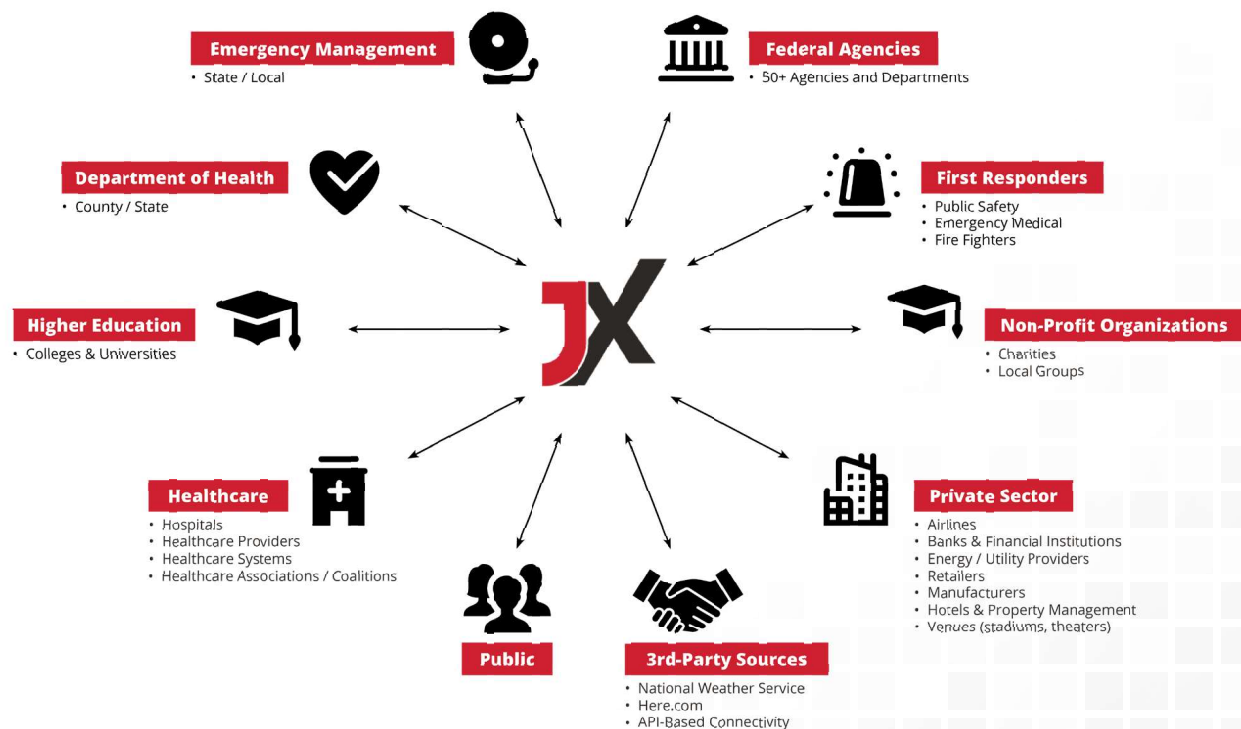 Emergency Management
• State / Local
Federal Agencies
• 50+ Agencies and Departments
Department of Health
• County / State
First Responders
• Public Safety
• Emergency Medical
• Fire Fighters
JX
Higher Education
• Colleges & Universities
Non-Profit Organizations
• Charities
• Local Groups
Healthcare
• Hospitals
• Healthcare Providers
• Healthcare Systems
• Healthcare Associations / Coalitions
Private Sector
• Airlines
• Banks & Financial Institutions
• Energy / Utility Providers
• Retailers
• Manufacturers
• Hotels & Property Management
• Venues (stadiums, theaters)
Public
3rd-Party Sources
• National Weather Service
• Here.com
• API-Based Connectivity